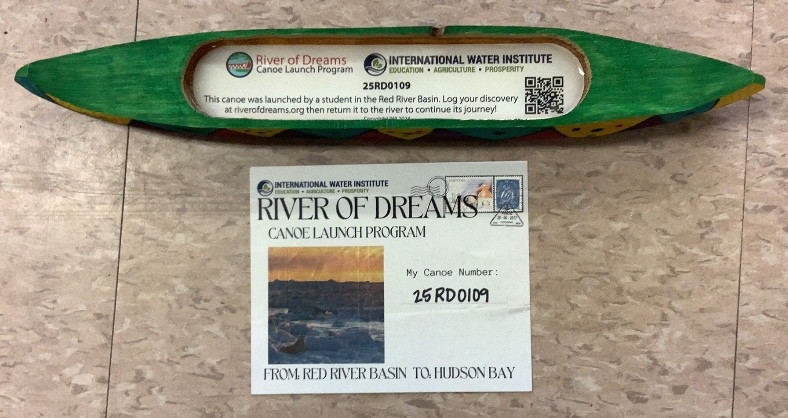 River of Dreams
Canoe Launch Program
INTERNATIONAL WATER INSTITUTE
EDUCATION • AGRICULTURE • PROSPERITY
25RD0109
This canoe was launched by a student in the Red River Basin. Log your discovery
at riverofdreams.org then return it to the river to continue its journey!
INTERNATIONAL WATER INSTITUTE
EDUCATION • AGRICULTURE • PROSPERITY
RIVER OF DREAMS
CANOE LAUNCH PROGRAM
My Canoe Number:
25RD0109
FROM: RED RIVER BASIN TO: HUDSON BAY